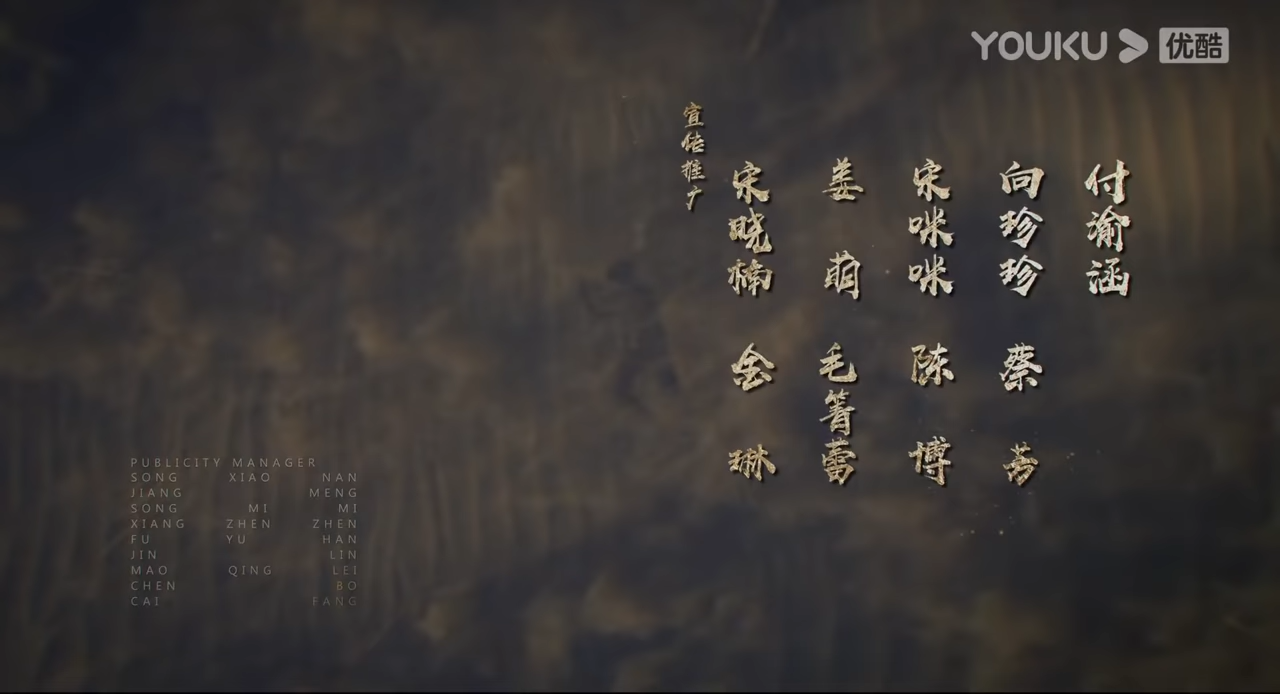 YOUKU 优酷
宣传推广
宋晓楠
姜萌
宋咪咪
向珍珍
付渝涵
金琳
毛箐蕾
陈博
蔡芳
PUBLICITY MANAGER
SONG XIAO NAN
JIANG MENG
SONG MI MI
XIANG ZHEN ZHEN
FU YU HAN
JIN LIN
MAO QING LEI
CHEN BO
CAI FANG